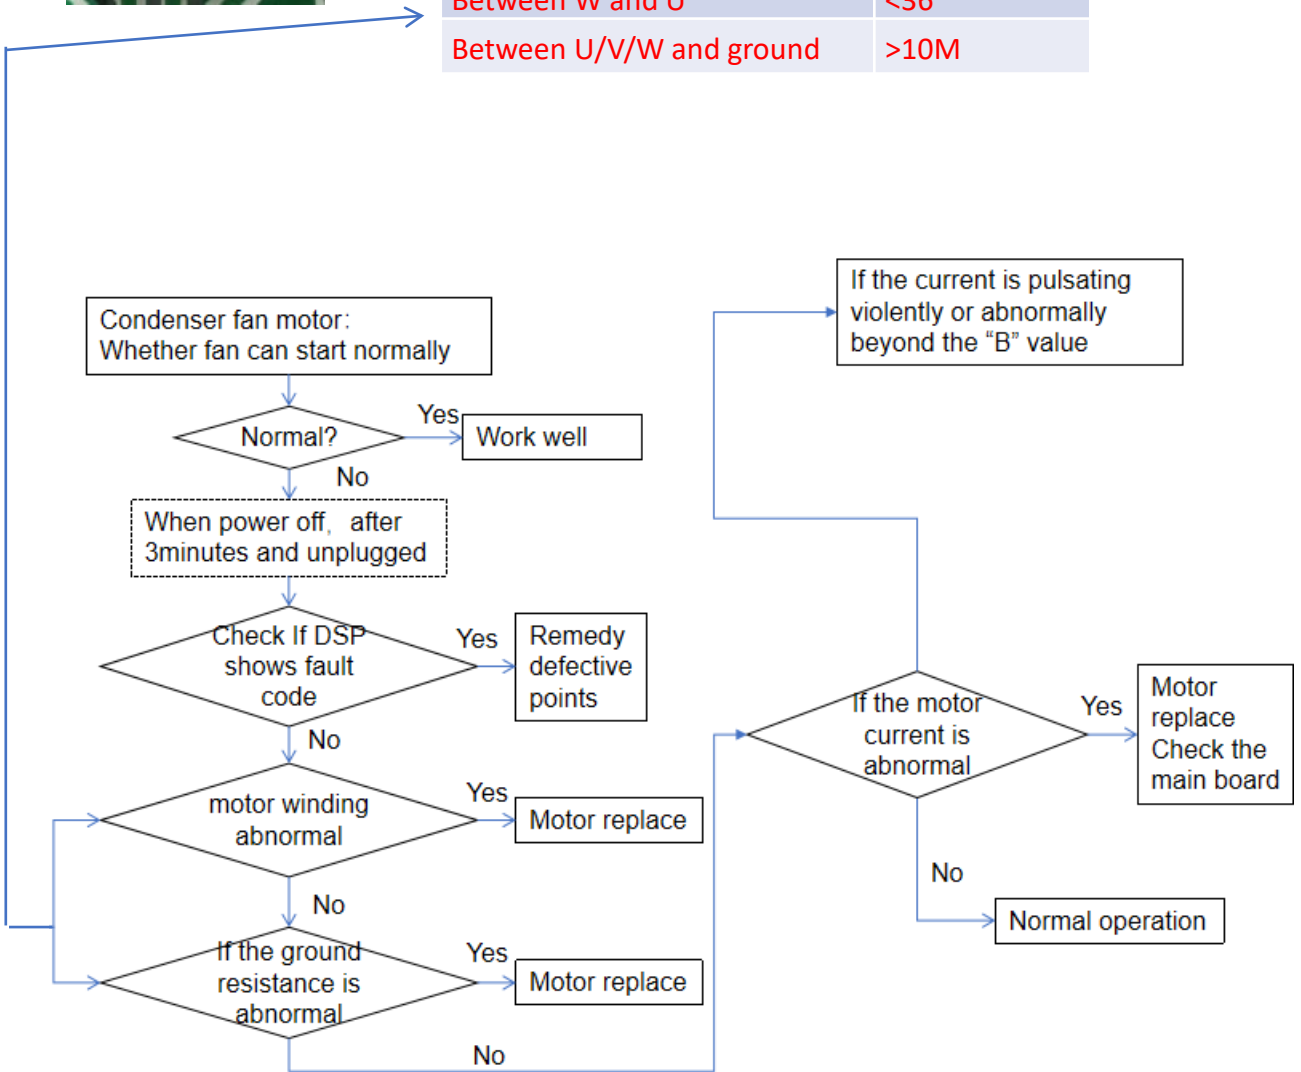 Between W and U <36
Between U/V/W and ground >10M
If the current is pulsating
violently or abnormally
beyond the “B” value
Condenser fan motor:
Whether fan can start normally
Normal?
Yes
Work well
No
When power off, after
3minutes and unplugged
Check If DSP
shows fault
code
Yes
Remedy
defective
points
No
motor winding
abnormal
Yes
Motor replace
No
If the ground
resistance is
abnormal
Yes
Motor replace
No
If the motor
current is
abnormal
Yes
Motor
replace
Check the
main board
No
Normal operation